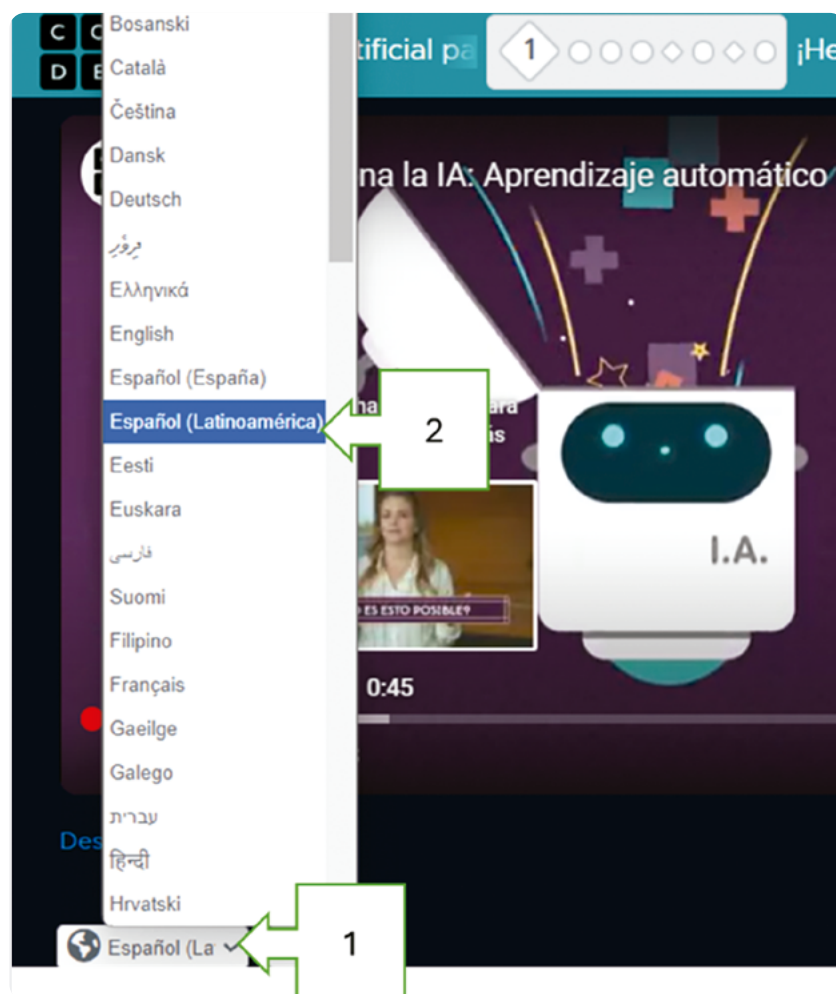 C
D E
tificial pa
1
¡He
na la IA: Aprendizaje automático
Bosanski
Català
Čeština
Dansk
Deutsch
ދިވެހި
Ελληνικά
English
Español (España)
Español (Latinoamérica)
2
Eesti
Euskara
فارسی
Suomi
Filipino
Français
Gaeilge
Galego
עברית
हिन्दी
Hrvatski
I.A.
ES ESTO POSIBLE?
0:45
Des
Español (La
1